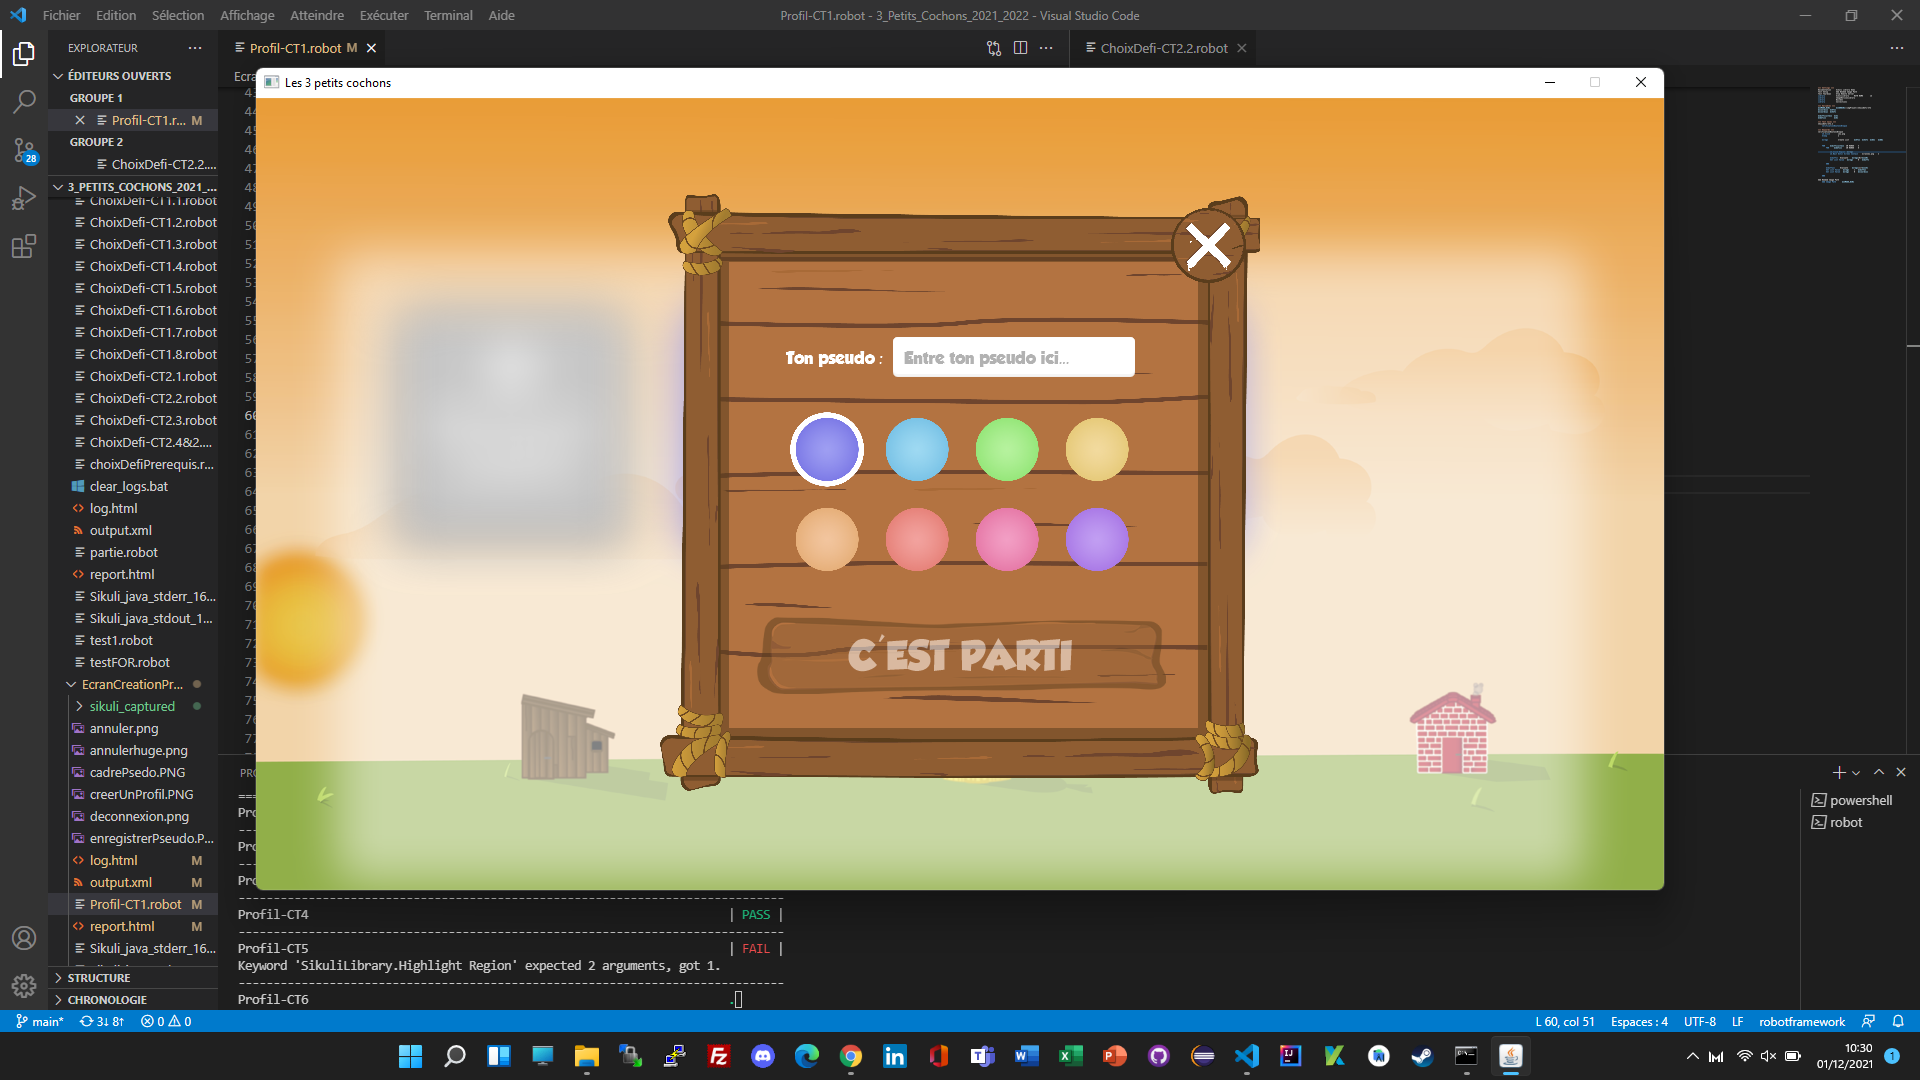 Fichier Edition Sélection Affichage Atteindre Exécuter Terminal Aide
Profil-CT1.robot - 3_Petits_Cochons_2021_2022 - Visual Studio Code
EXPLORATEUR
Profil-CT1.robot M
ChoixDefi-CT2.2.robot
ÉDITEURS OUVERTS
GROUPE 1
Profil-CT1.r... M
GROUPE 2
ChoixDefi-CT2.2....
3_PETITS_COCHONS_2021_...
ChoixDefi-CT1.1.robot
ChoixDefi-CT1.2.robot
ChoixDefi-CT1.3.robot
ChoixDefi-CT1.4.robot
ChoixDefi-CT1.5.robot
ChoixDefi-CT1.6.robot
ChoixDefi-CT1.7.robot
ChoixDefi-CT1.8.robot
ChoixDefi-CT2.1.robot
ChoixDefi-CT2.2.robot
ChoixDefi-CT2.3.robot
ChoixDefi-CT2.4&2....
choixDefiPrerequis.r...
clear_logs.bat
log.html
output.xml
partie.robot
report.html
Sikuli_java_stderr_16...
Sikuli_java_stdout_1...
test1.robot
testFOR.robot
EcranCreationPr...
sikuli_captured
annuler.png
annulerhuge.png
cadrePsedo.PNG
creerUnProfil.PNG
deconnexion.png
enregistrerPseudo.P...
log.html M
output.xml M
Profil-CT1.robot M
report.html M
Sikuli_java_stderr_16...
STRUCTURE
CHRONOLOGIE
28
Les 3 petits cochons
Ton pseudo :
Entre ton pseudo ici...
C'EST PARTI
powershell
robot
Profil-CT4 | PASS |
Profil-CT5 | FAIL |
Keyword 'SikuliLibrary.Highlight Region' expected 2 arguments, got 1.
Profil-CT6 .
main* 3↓ 8↑ 0 0
L 60, col 51 Espaces : 4 UTF-8 LF robotframework
10:30
01/12/2021
1